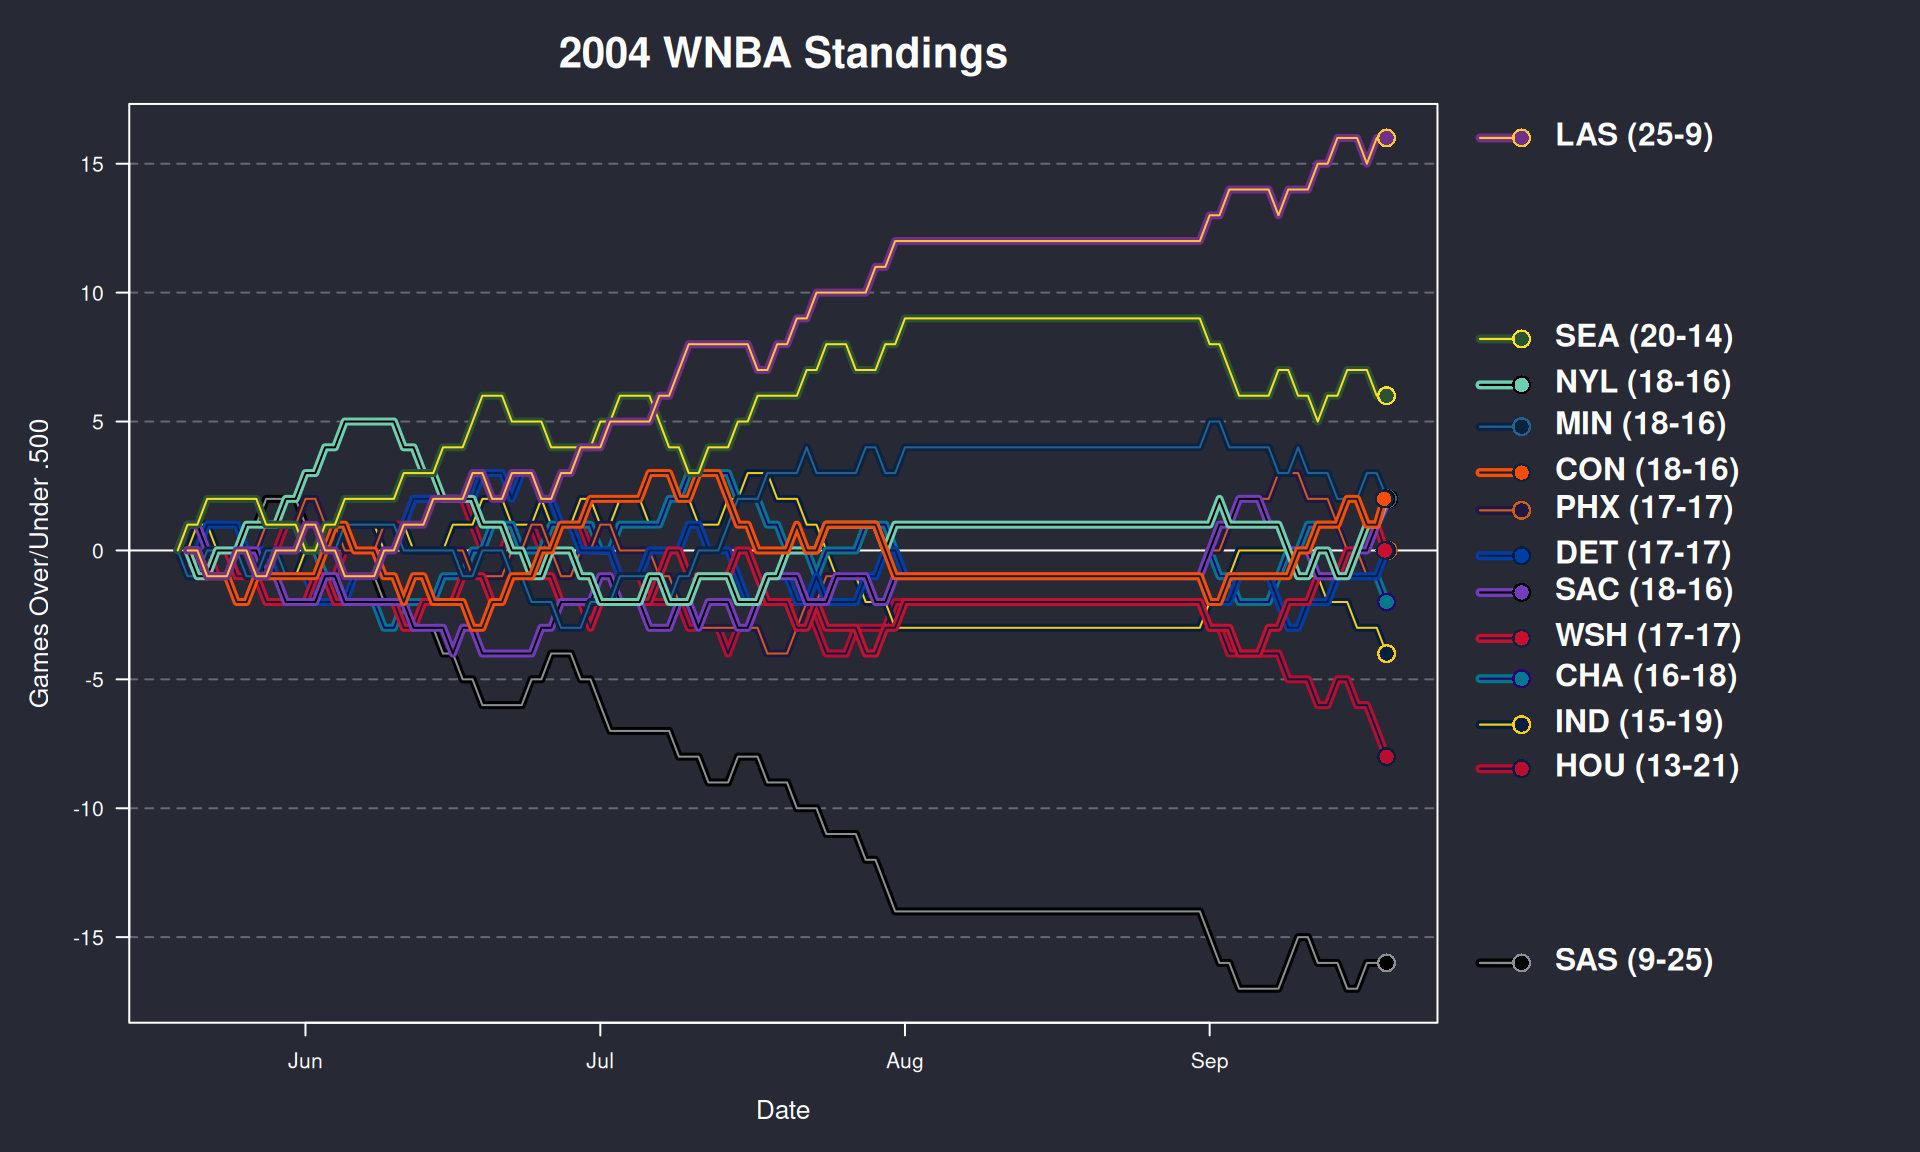 2004 WNBA Standings
Games Over/Under .500
15
10
5
0
-5
-10
-15
Jun
Jul
Aug
Sep
Date
LAS (25-9)
SEA (20-14)
NYL (18-16)
MIN (18-16)
CON (18-16)
PHX (17-17)
DET (17-17)
SAC (18-16)
WSH (17-17)
CHA (16-18)
IND (15-19)
HOU (13-21)
SAS (9-25)